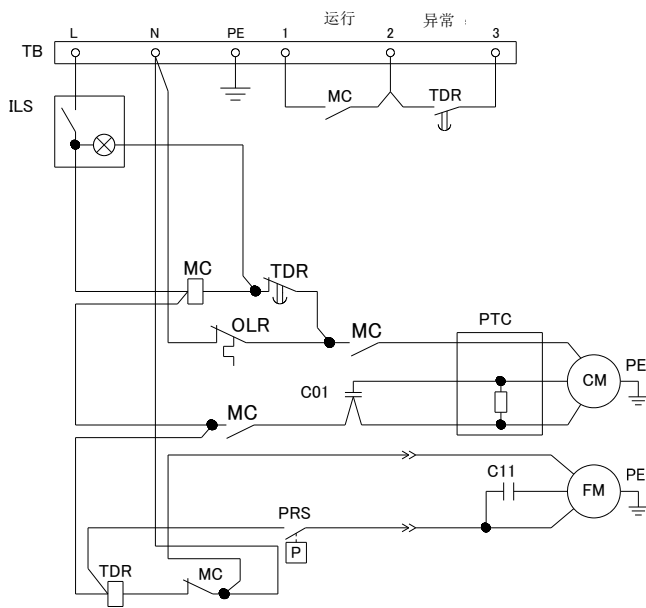 运行 异常
TB L N PE 1 2 3
ILS
MC TDR
MC TDR
OLR MC PTC
C01 CM PE
MC
C11 FM PE
PRS
P
TDR MC